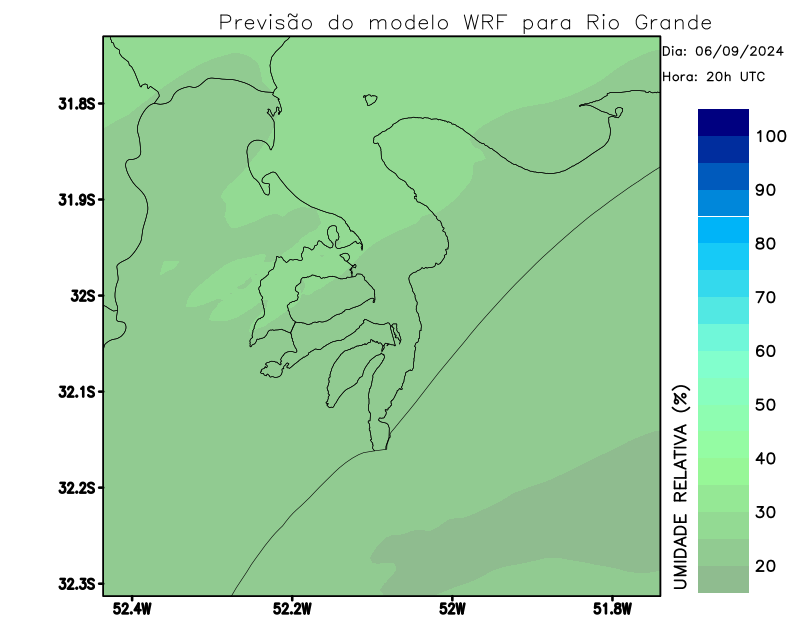 Previsão do modelo WRF para Rio Grande
Dia: 06/09/2024
Hora: 20h UTC
31.8S
31.9S
32S
32.1S
32.2S
32.3S
52.4W
52.2W
52W
51.8W
UMIDADE RELATIVA (%)
100
90
80
70
60
50
40
30
20